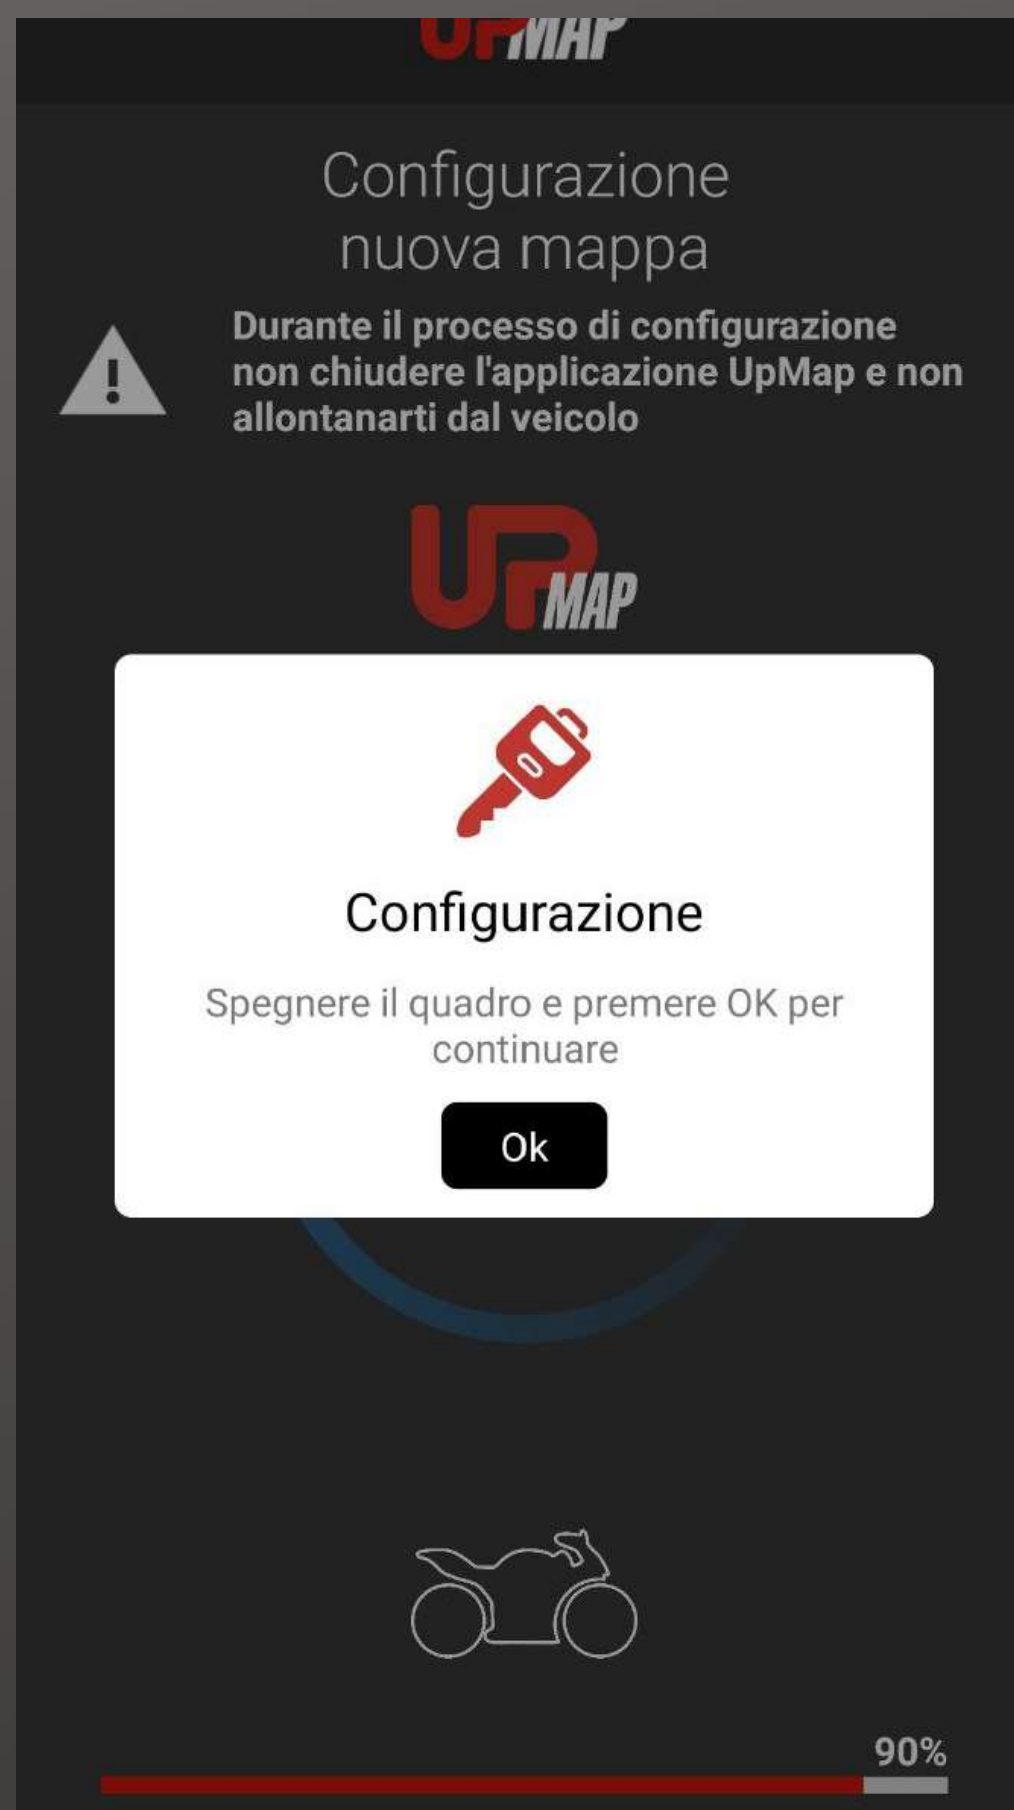 UPMAP
Configurazione
nuova mappa
Durante il processo di configurazione
non chiudere l'applicazione UpMap e non
allontanarti dal veicolo
UPMAP
Configurazione
Spegnere il quadro e premere OK per
continuare
Ok
90%